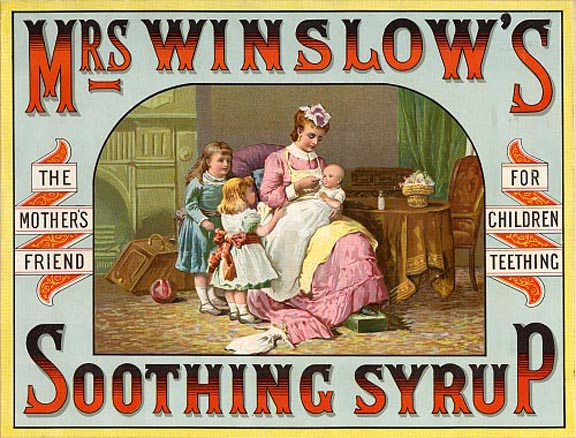 MRS WINSLOW'S
THE
MOTHER'S
FRIEND
FOR
CHILDREN
TEETHING
SOOTHING SYRUP